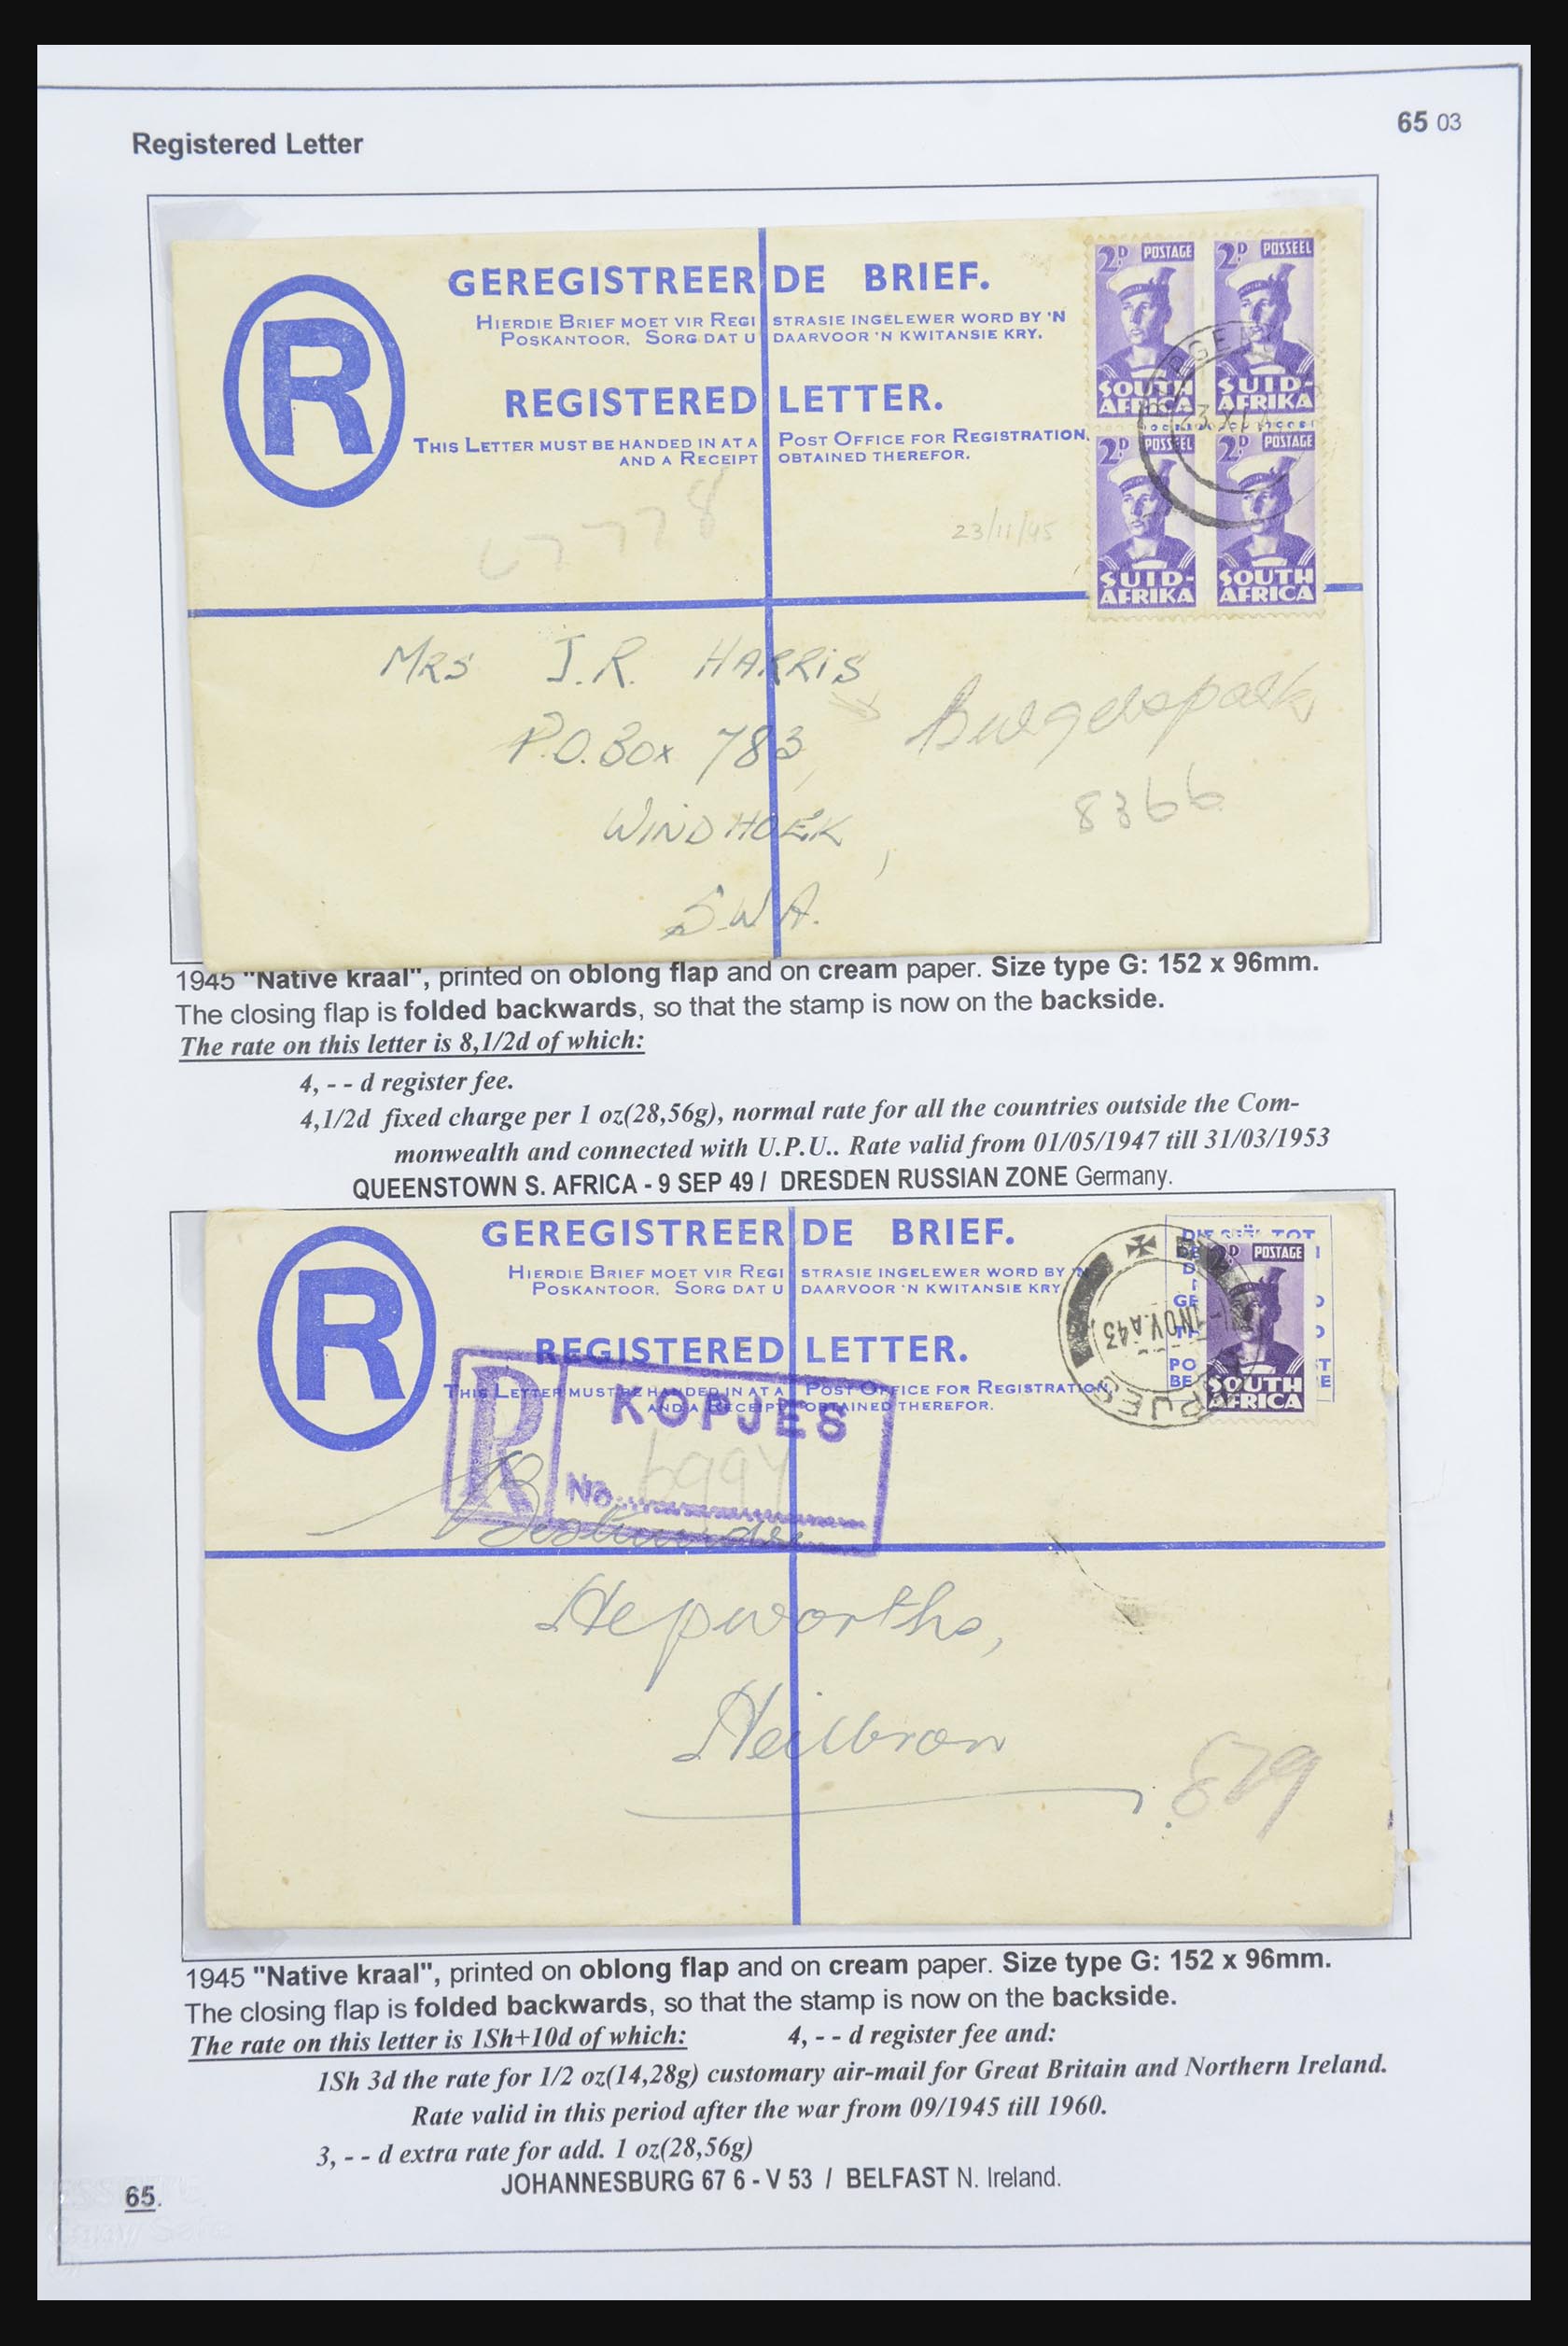 Registered Letter
65 03
GEREGISTREERDE BRIEF.
HIERDIE BRIEF MOET VIR REGISTRASIE INGELEWER WORD BY 'N
POSKANTOOR. SORG DAT U DAARVOOR 'N KWITANSIE KRY.
REGISTERED LETTER.
THIS LETTER MUST BE HANDED IN AT A POST OFFICE FOR REGISTRATION,
AND A RECEIPT OBTAINED THEREFOR.
2D POSTAGE
SOUTH
AFRICA
2D POSSEEL
SUID-
AFRIKA
2D POSSEEL
SUID-
AFRIKA
2D POSTAGE
SOUTH
AFRICA
23/11/45
MRS J.R. HARRIS
P.O. Box 783,
WINDHOEK,
S.W.A.
8366
1945 "Native kraal", printed on oblong flap and on cream paper. Size type G: 152 x 96mm.
The closing flap is folded backwards, so that the stamp is now on the backside.
The rate on this letter is 8,1/2d of which:
4, - - d register fee.
4,1/2d fixed charge per 1 oz(28,56g), normal rate for all the countries outside the Com-
monwealth and connected with U.P.U.. Rate valid from 01/05/1947 till 31/03/1953
QUEENSTOWN S. AFRICA - 9 SEP 49 / DRESDEN RUSSIAN ZONE Germany.
GEREGISTREERDE BRIEF.
HIERDIE BRIEF MOET VIR REGISTRASIE INGELEWER WORD BY 'N
POSKANTOOR. SORG DAT U DAARVOOR 'N KWITANSIE KRY
REGISTERED LETTER.
THIS LETTER MUST BE HANDED IN AT A POST OFFICE FOR REGISTRATION,
AND A RECEIPT OBTAINED THEREFOR.
POSTAGE
SOUTH
AFRICA
1 NOV. A43
R KOPJES
No. 6994
Hepworths,
Heilbron
879
1945 "Native kraal", printed on oblong flap and on cream paper. Size type G: 152 x 96mm.
The closing flap is folded backwards, so that the stamp is now on the backside.
The rate on this letter is 1Sh+10d of which: 4, - - d register fee and:
1Sh 3d the rate for 1/2 oz(14,28g) customary air-mail for Great Britain and Northern Ireland.
Rate valid in this period after the war from 09/1945 till 1960.
3, - - d extra rate for add. 1 oz(28,56g)
JOHANNESBURG 67 6 - V 53 / BELFAST N. Ireland.
65.